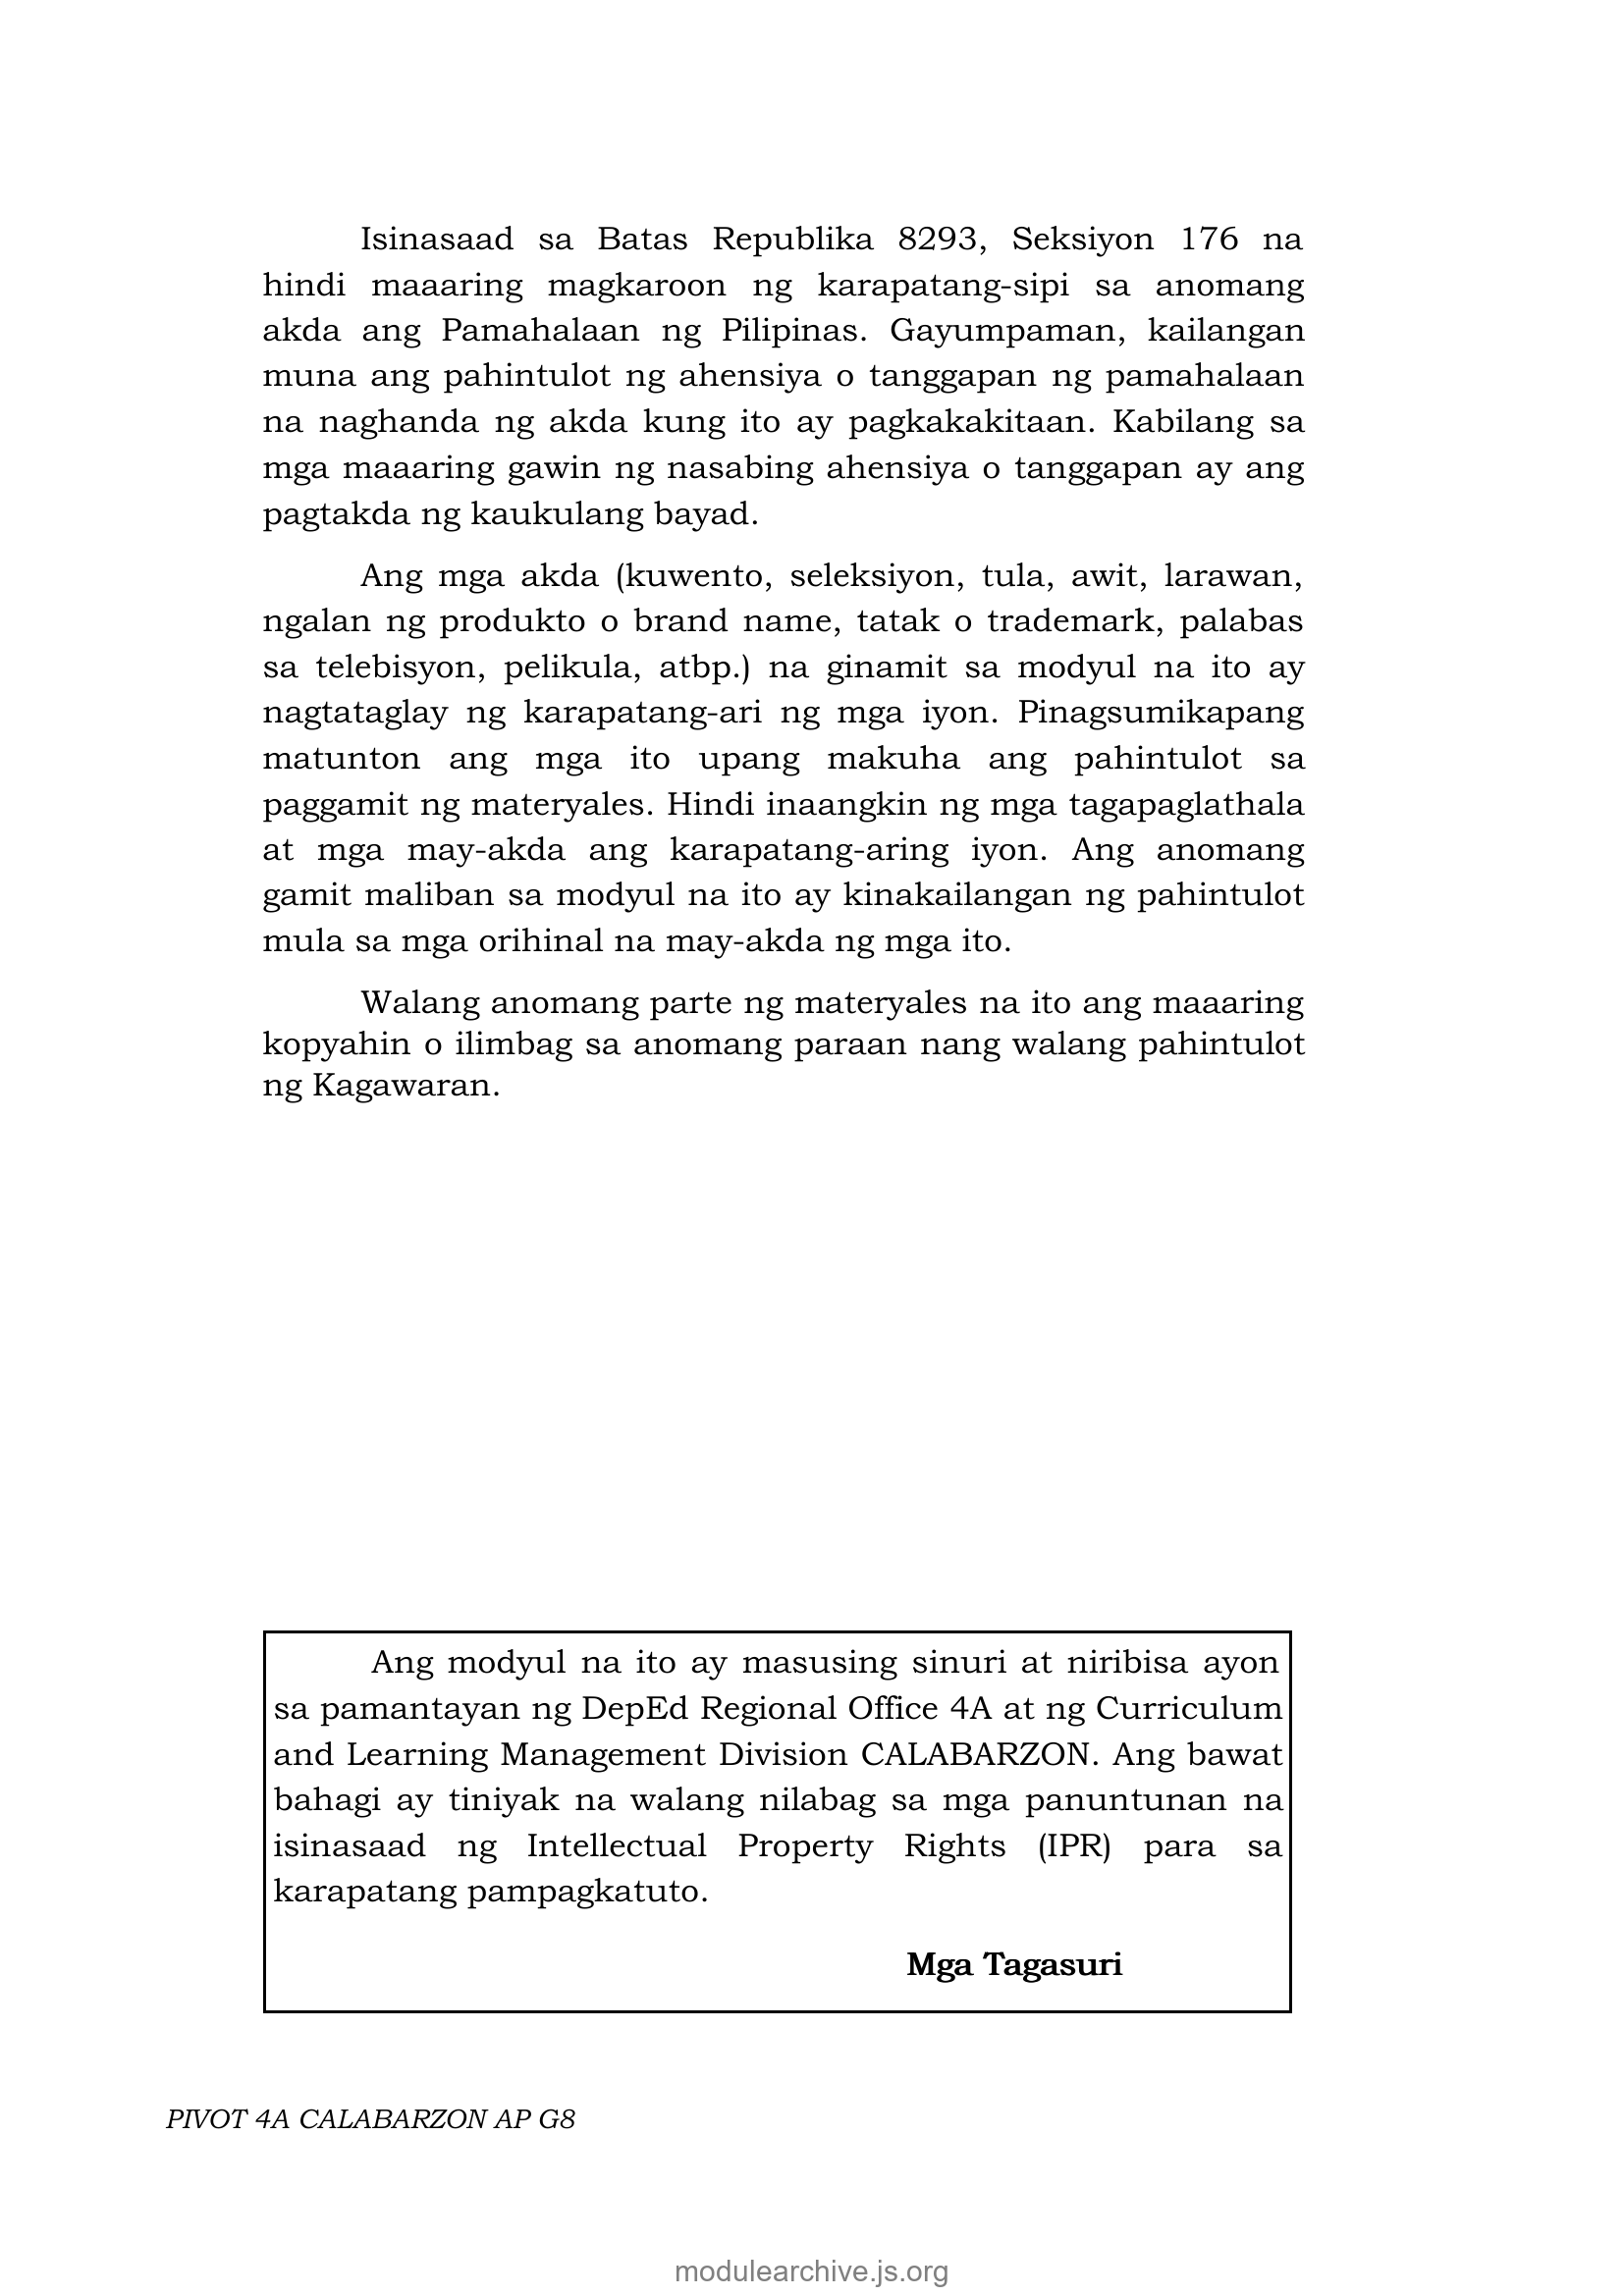 Isinasaad sa Batas Republika 8293, Seksiyon 176 na
hindi maaaring magkaroon ng karapatang-sipi sa anomang
akda ang Pamahalaan ng Pilipinas. Gayumpaman, kailangan
muna ang pahintulot ng ahensiya o tanggapan ng pamahalaan
na naghanda ng akda kung ito ay pagkakakitaan. Kabilang sa
mga maaaring gawin ng nasabing ahensiya o tanggapan ay ang
pagtakda ng kaukulang bayad.
Ang mga akda (kuwento, seleksiyon, tula, awit, larawan,
ngalan ng produkto o brand name, tatak o trademark, palabas
sa telebisyon, pelikula, atbp.) na ginamit sa modyul na ito ay
nagtataglay ng karapatang-ari ng mga iyon. Pinagsumikapang
matunton ang mga ito upang makuha ang pahintulot sa
paggamit ng materyales. Hindi inaangkin ng mga tagapaglathala
at mga may-akda ang karapatang-aring iyon. Ang anomang
gamit maliban sa modyul na ito ay kinakailangan ng pahintulot
mula sa mga orihinal na may-akda ng mga ito.
Walang anomang parte ng materyales na ito ang maaaring
kopyahin o ilimbag sa anomang paraan nang walang pahintulot
ng Kagawaran.
Ang modyul na ito ay masusing sinuri at niribisa ayon
sa pamantayan ng DepEd Regional Office 4A at ng Curriculum
and Learning Management Division CALABARZON. Ang bawat
bahagi ay tiniyak na walang nilabag sa mga panuntunan na
isinasaad ng Intellectual Property Rights (IPR) para sa
karapatang pampagkatuto.
Mga Tagasuri
PIVOT 4A CALABARZON AP G8
modulearchive.js.org